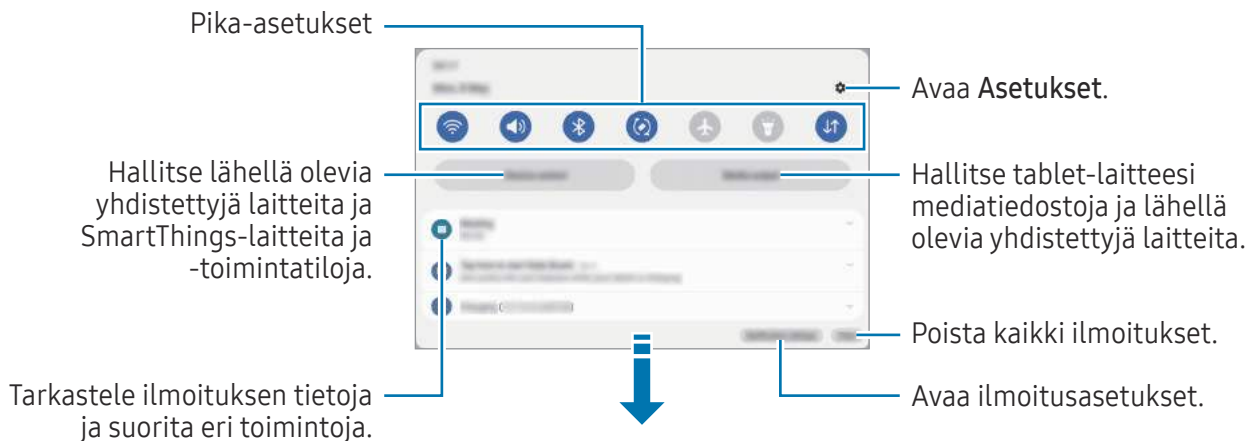 Pika-asetukset
Avaa Asetukset.
Hallitse lähellä olevia
yhdistettyjä laitteita ja
SmartThings-laitteita ja
-toimintatiloja.
Hallitse tablet-laitteesi
mediatiedostoja ja lähellä
olevia yhdistettyjä laitteita.
Poista kaikki ilmoitukset.
Avaa ilmoitusasetukset.
Tarkastele ilmoituksen tietoja
ja suorita eri toimintoja.